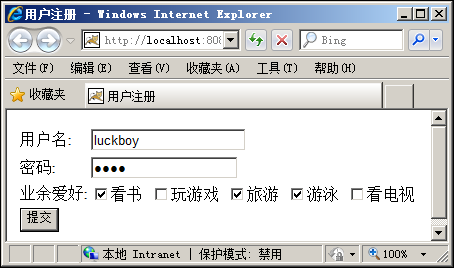 用户注册 - Windows Internet Explorer
http://localhost:808
Bing
文件(F) 编辑(E) 查看(V) 收藏夹(A) 工具(T) 帮助(H)
收藏夹 用户注册
用户名: luckboy
密码: ●●●●
业余爱好: 看书 玩游戏 旅游 游泳 看电视
提交
本地 Intranet | 保护模式: 禁用 100%